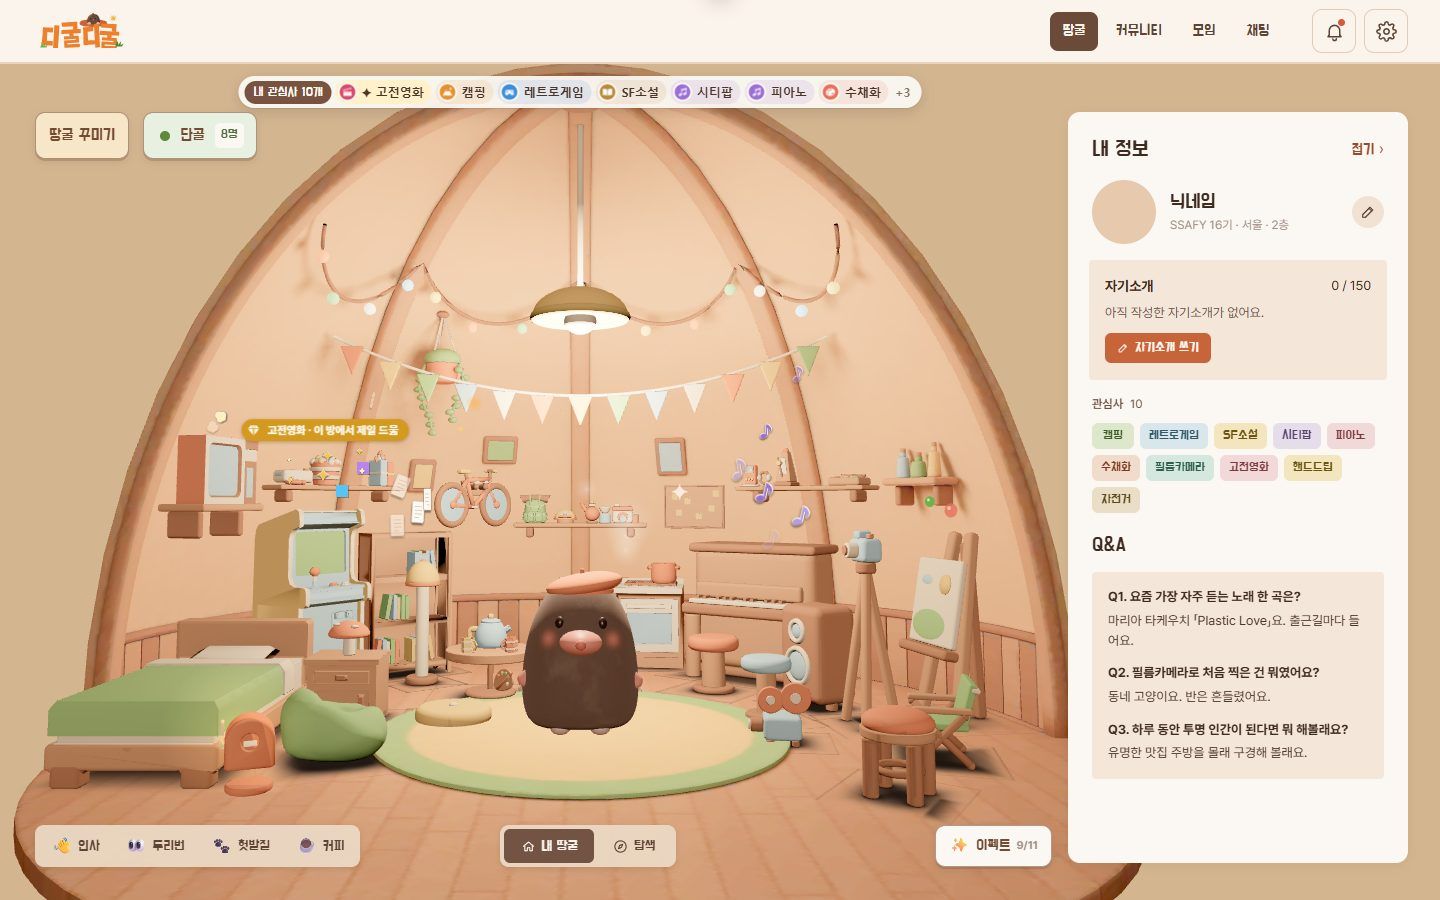 디굴디굴
땅굴
커뮤니티
모임
채팅
내 관심사 10개
✦ 고전영화
캠핑
레트로게임
SF소설
시티팝
피아노
수채화
+3
땅굴 꾸미기
단골 8명
고전영화 · 이 방에서 제일 드묾
내 정보
접기 ›
닉네임
SSAFY 16기 · 서울 · 2층
자기소개
0 / 150
아직 작성한 자기소개가 없어요.
자기소개 쓰기
관심사 10
캠핑
레트로게임
SF소설
시티팝
피아노
수채화
필름카메라
고전영화
핸드드립
자전거
Q&A
Q1. 요즘 가장 자주 듣는 노래 한 곡은?
마리아 타케우치 「Plastic Love」요. 출근길마다 들
어요.
Q2. 필름카메라로 처음 찍은 건 뭐였어요?
동네 고양이요. 반은 흔들렸어요.
Q3. 하루 동안 투명 인간이 된다면 뭐 해볼래요?
유명한 맛집 주방을 몰래 구경해 볼래요.
인사
두리번
헛발질
커피
내 땅굴
탐색
이펙트 9/11